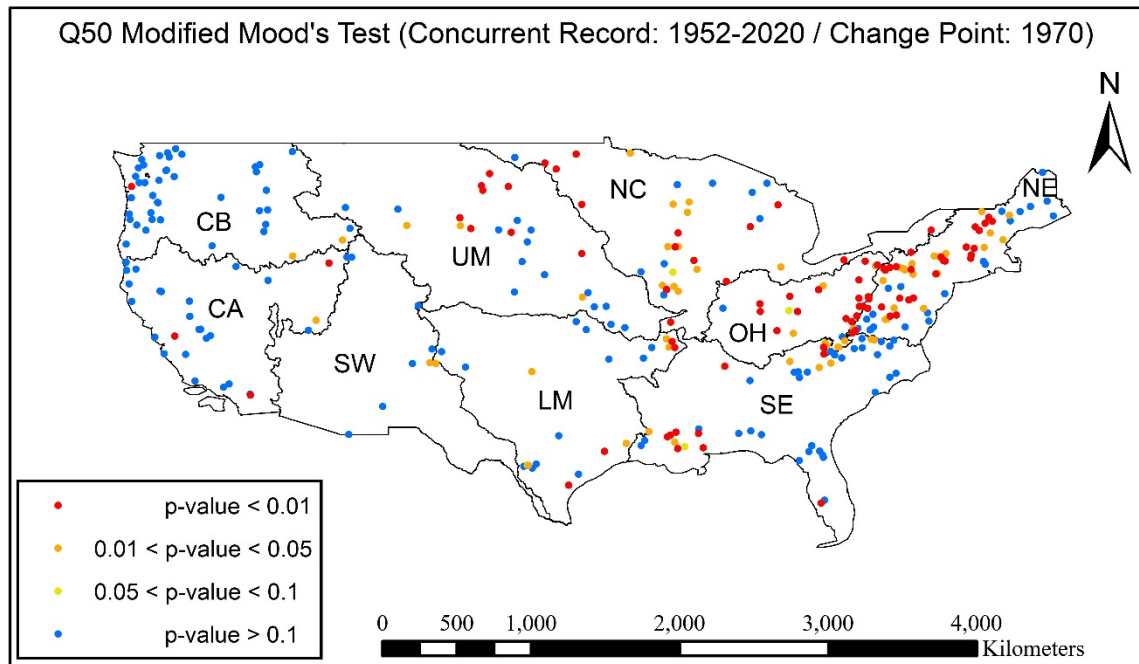 Q50 Modified Mood's Test (Concurrent Record: 1952-2020 / Change Point: 1970)
N
NE
NC
CB
UM
CA
OH
SW
LM
SE
p-value < 0.01
0.01 < p-value < 0.05
0.05 < p-value < 0.1
p-value > 0.1
0 500 1,000 2,000 3,000 4,000
Kilometers